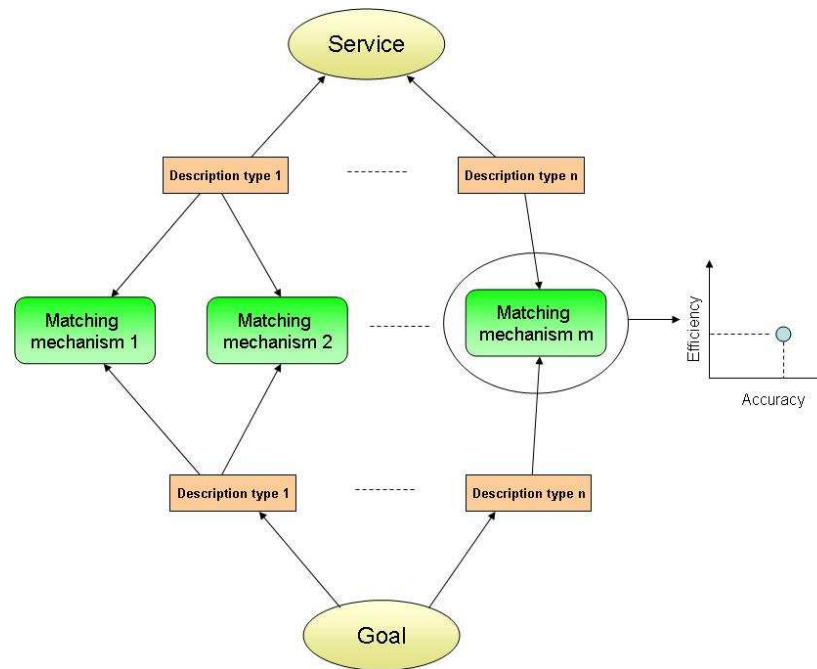 Service
Description type 1
Description type n
Matching
mechanism 1
Matching
mechanism 2
Matching
mechanism m
Efficiency
Accuracy
Description type 1
Description type n
Goal